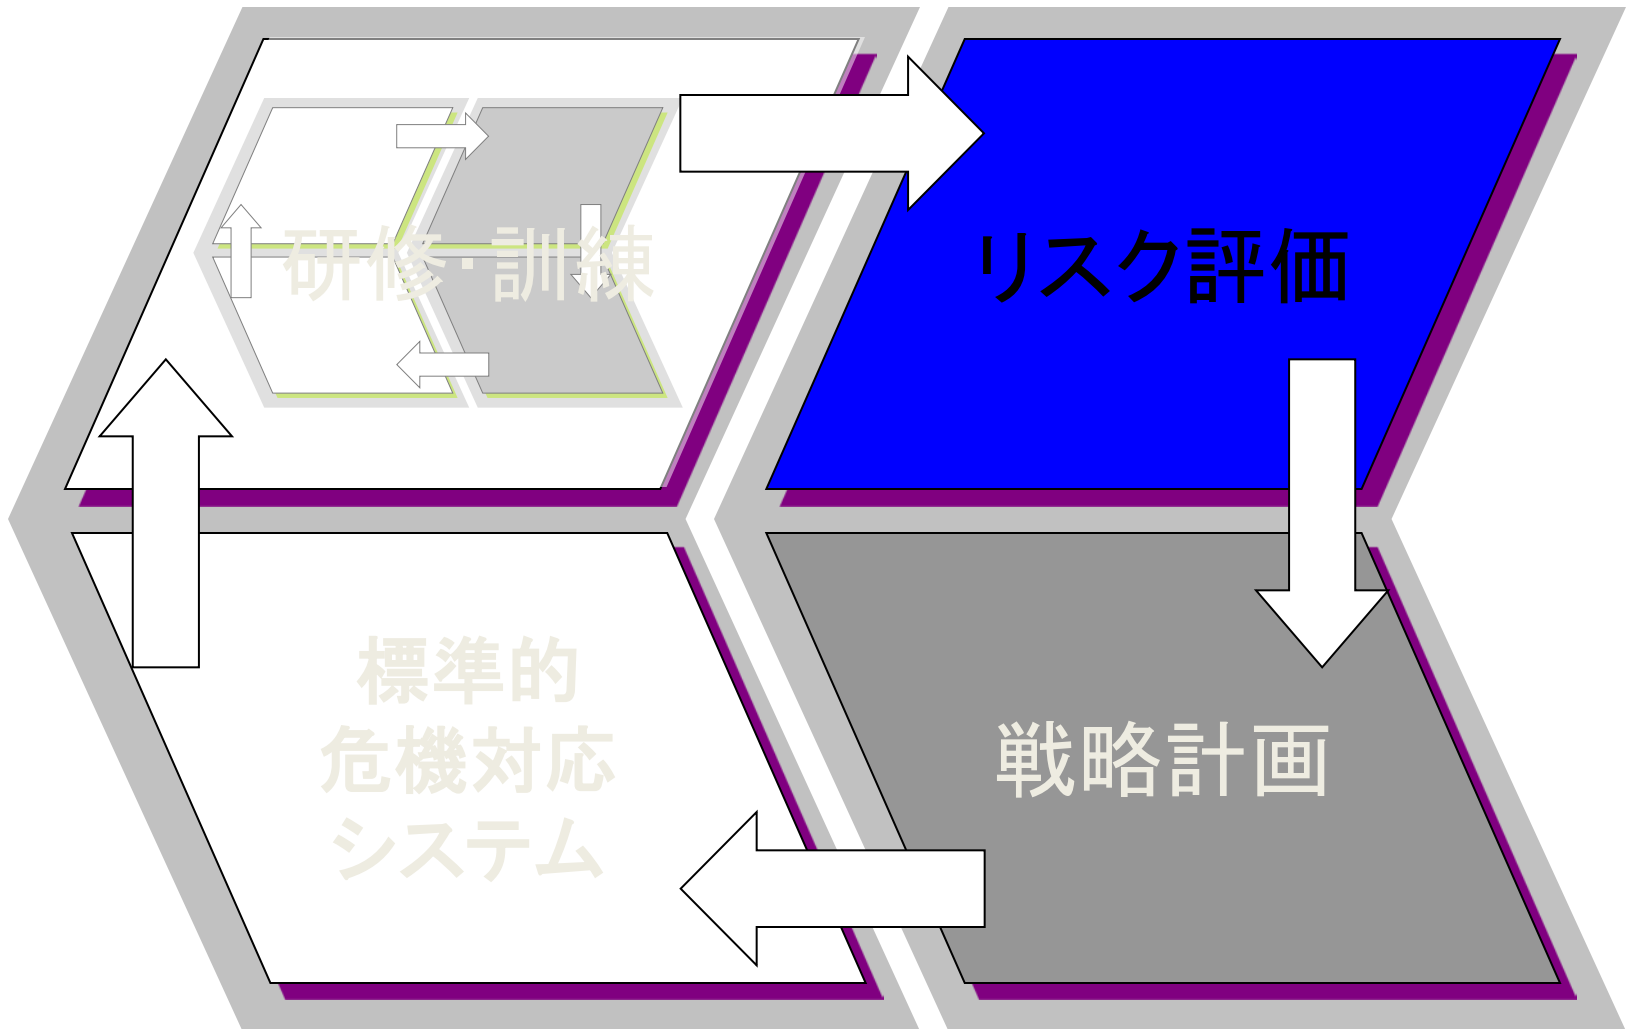 研修・訓練
リスク評価
標準的
危機対応
システム
戦略計画